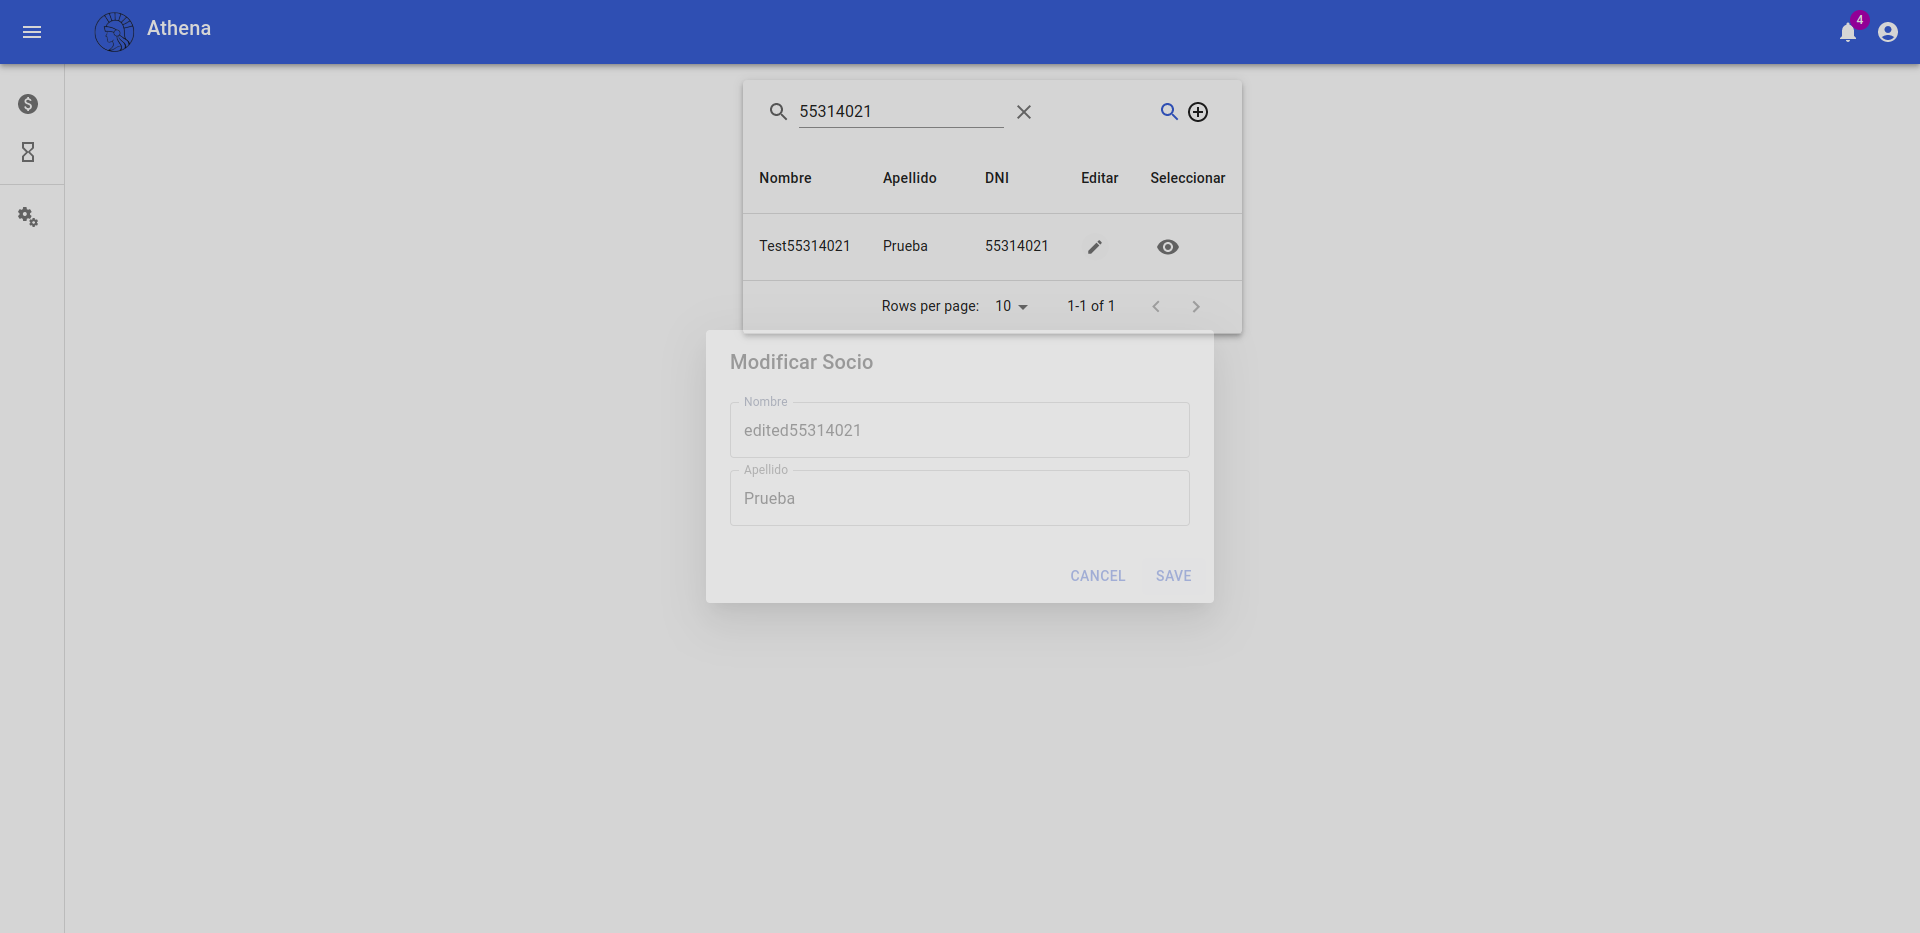 Athena
4
55314021
Nombre Apellido DNI Editar Seleccionar
Test55314021 Prueba 55314021
Rows per page: 10 1-1 of 1
Modificar Socio
Nombre
edited55314021
Apellido
Prueba
CANCEL SAVE